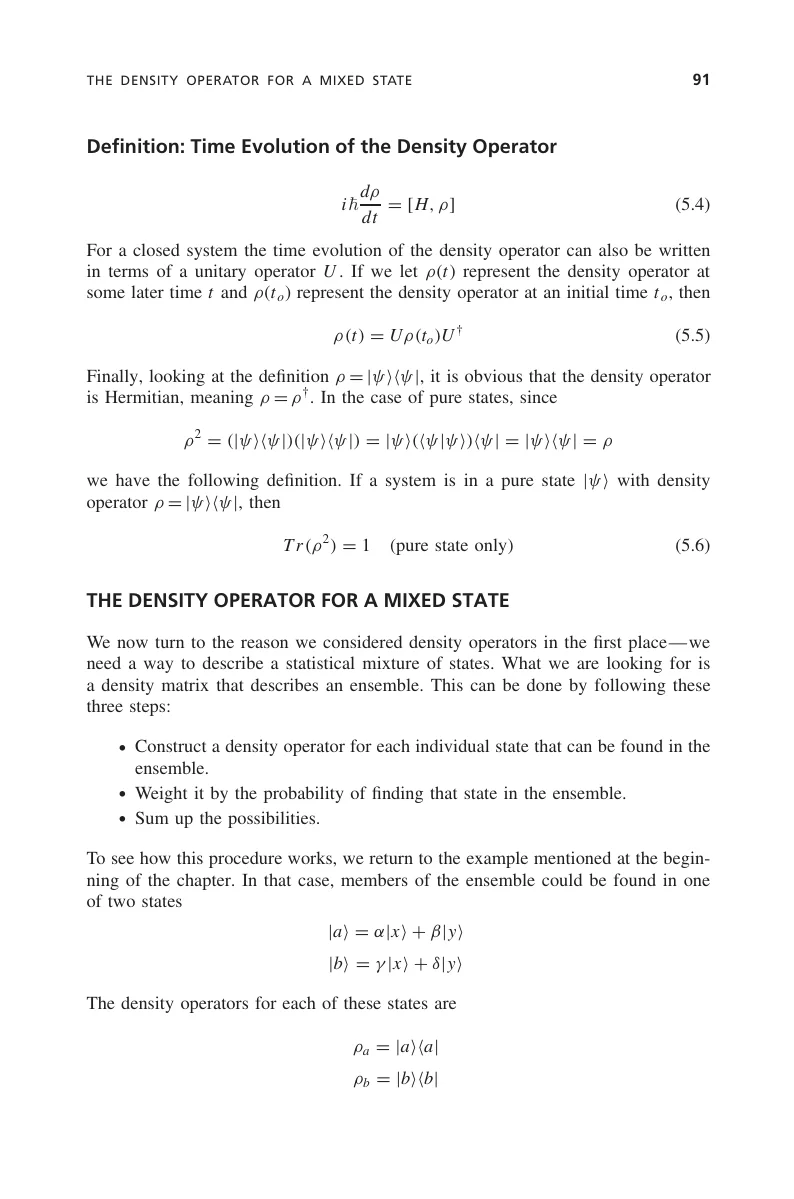 THE DENSITY OPERATOR FOR A MIXED STATE 91
Definition: Time Evolution of the Density Operator
iℏ dρ/dt = [H, ρ] (5.4)
For a closed system the time evolution of the density operator can also be written
in terms of a unitary operator U. If we let ρ(t) represent the density operator at
some later time t and ρ(tₒ) represent the density operator at an initial time tₒ, then
ρ(t) = Uρ(tₒ)U† (5.5)
Finally, looking at the definition ρ = |ψ⟩⟨ψ|, it is obvious that the density operator
is Hermitian, meaning ρ = ρ†. In the case of pure states, since
ρ² = (|ψ⟩⟨ψ|)(|ψ⟩⟨ψ|) = |ψ⟩(⟨ψ|ψ⟩)⟨ψ| = |ψ⟩⟨ψ| = ρ
we have the following definition. If a system is in a pure state |ψ⟩ with density
operator ρ = |ψ⟩⟨ψ|, then
Tr(ρ²) = 1 (pure state only) (5.6)
THE DENSITY OPERATOR FOR A MIXED STATE
We now turn to the reason we considered density operators in the first place—we
need a way to describe a statistical mixture of states. What we are looking for is
a density matrix that describes an ensemble. This can be done by following these
three steps:
• Construct a density operator for each individual state that can be found in the
ensemble.
• Weight it by the probability of finding that state in the ensemble.
• Sum up the possibilities.
To see how this procedure works, we return to the example mentioned at the begin-
ning of the chapter. In that case, members of the ensemble could be found in one
of two states
|a⟩ = α|x⟩ + β|y⟩
|b⟩ = γ|x⟩ + δ|y⟩
The density operators for each of these states are
ρₐ = |a⟩⟨a|
ρ_b = |b⟩⟨b|